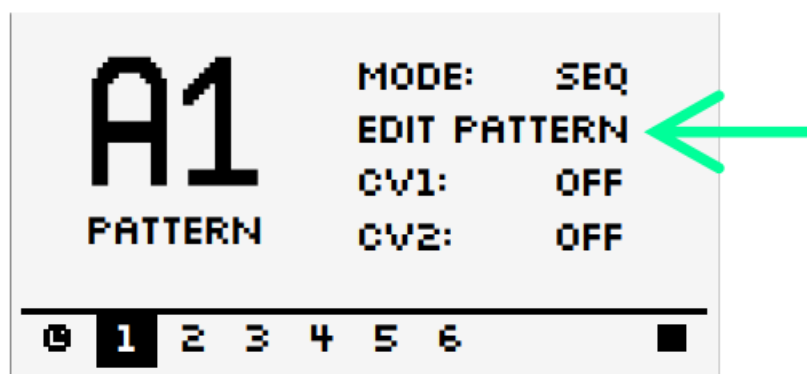 A1
PATTERN
MODE: SEQ
EDIT PATTERN
CV1: OFF
CV2: OFF
1 2 3 4 5 6